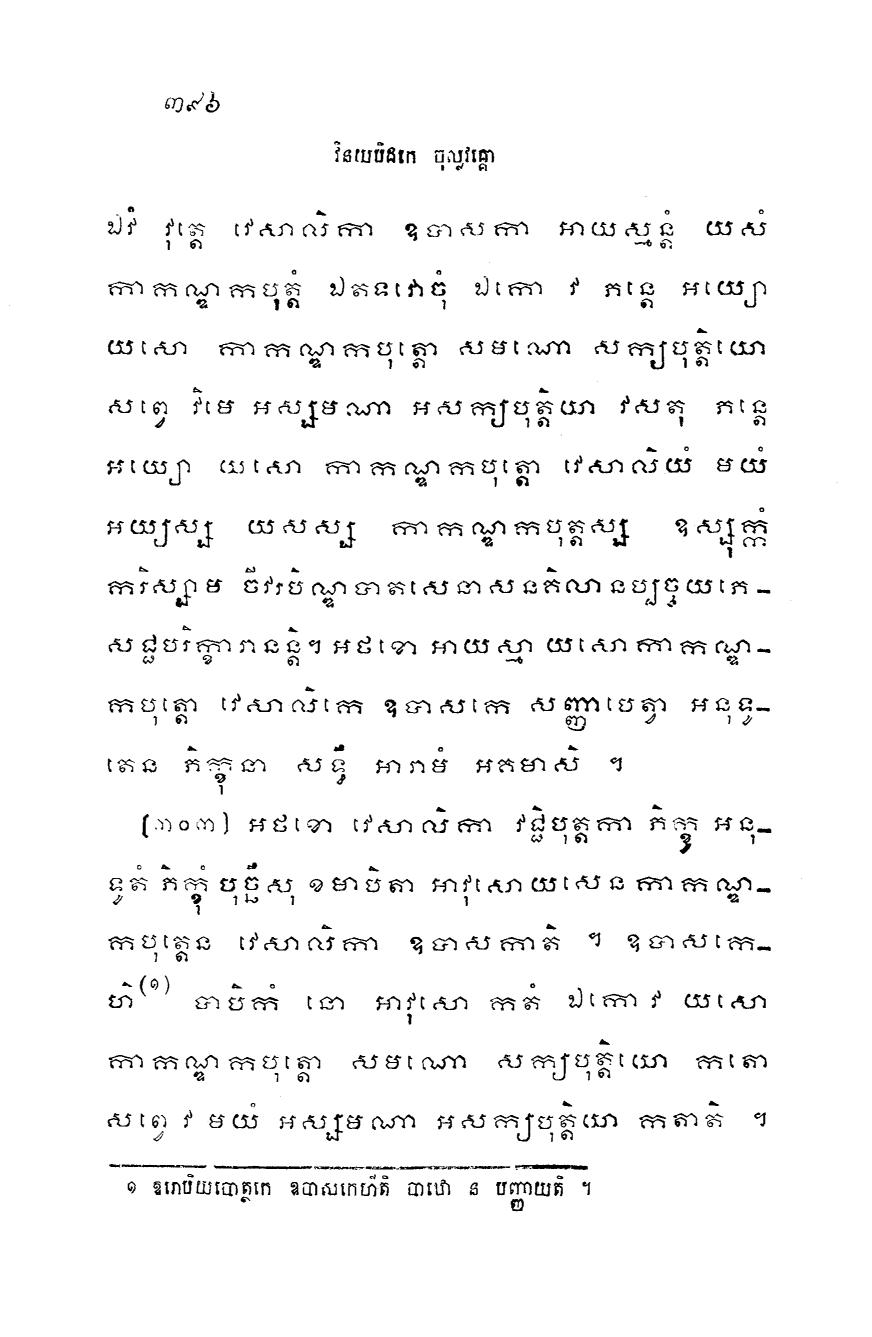 ៣៩៦
វិនយបិដកេ ចុល្លវគ្គោ
ឯវំ វុត្តេ វេសាលិកា ឧបាសកា អាយស្មន្តំ យសំ
កាកណ្ឌកបុត្តំ ឯតទវោចុំ ឯកោ វ ភន្តេ អយ្យោ
យសោ កាកណ្ឌកបុត្តោ សមណោ សក្យបុត្តិយោ
សព្វេ វិមេ អស្សមណា អសក្យបុត្តិយា វសតុ ភន្តេ
អយ្យោ យសោ កាកណ្ឌកបុត្តោ វេសាលិយំ មយំ
អយ្យស្ស យសស្ស កាកណ្ឌកបុត្តស្ស ឧស្សុក្កំ
ករិស្សាម ចីវរបិណ្ឌបាតសេនាសនគិលានប្បច្ចយភេ-
សជ្ជបរិក្ខារានន្តិ។ អថខោ អាយស្មា យសោ កាកណ្ឌ-
កបុត្តោ វេសាលិកេ ឧបាសកេ សញ្ញាបេត្វា អនុទូ-
តេន ភិក្ខុនា សទ្ធឹ អារាមំ អគមាសិ ។
(៣០៣) អថខោ វេសាលិកា វជ្ជិបុត្តកា ភិក្ខូ អនុ-
ទូតំ ភិក្ខុំ បុច្ឆឹសុ ខមាបិតា អាវុសោ យសេន កាកណ្ឌ-
កបុត្តេន វេសាលិកា ឧបាសកាតិ ។ ឧបាសកេ-
ហិ(១) បាបិកំ នោ អាវុសោ កតំ ឯកោ វ យសោ
កាកណ្ឌកបុត្តោ សមណោ សក្យបុត្តិយោ កតោ
សព្វេ វ មយំ អស្សមណា អសក្យបុត្តិយា កតាតិ ។
១ ឧរោបិយបោត្ថកេ ឧបាសកេហីតិ បាឋោ ន បញ្ញាយតិ ។